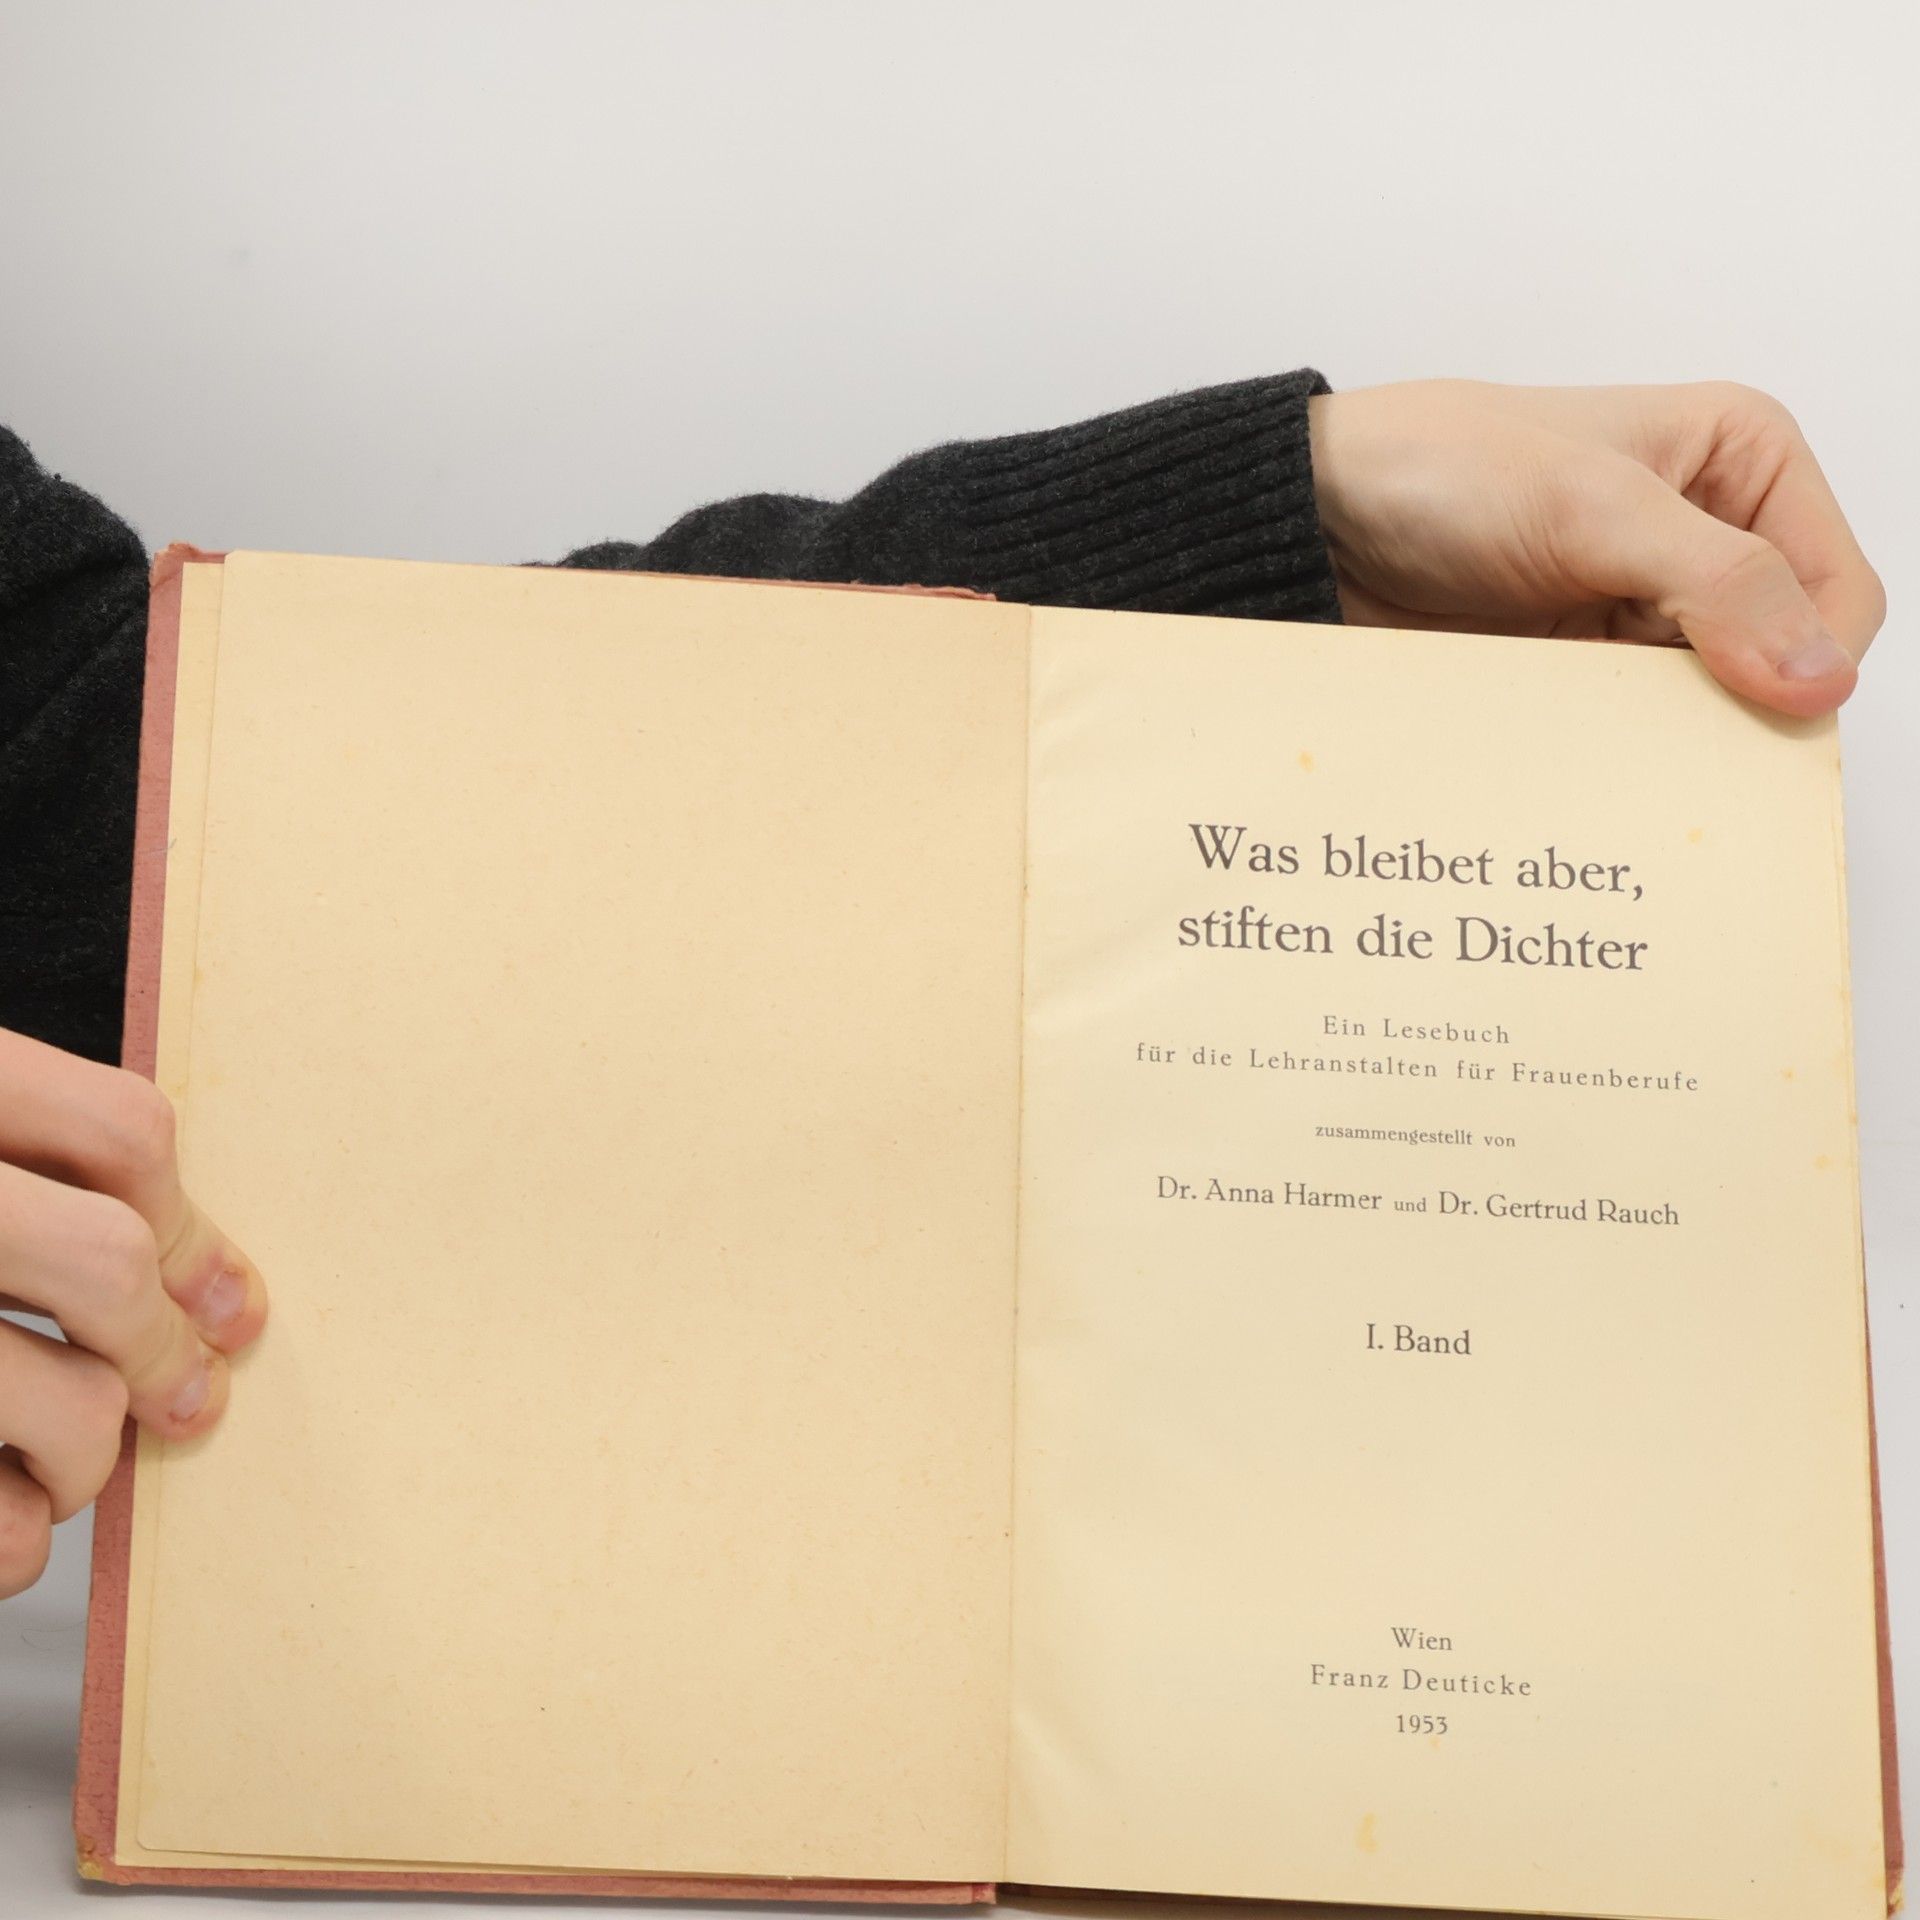 Was bleibet aber,
stiften die Dichter
Ein Lesebuch
für die Lehranstalten für Frauenberufe
zusammengestellt von
Dr. Anna Harmer und Dr. Gertrud Rauch
I. Band
Wien
Franz Deuticke
1953